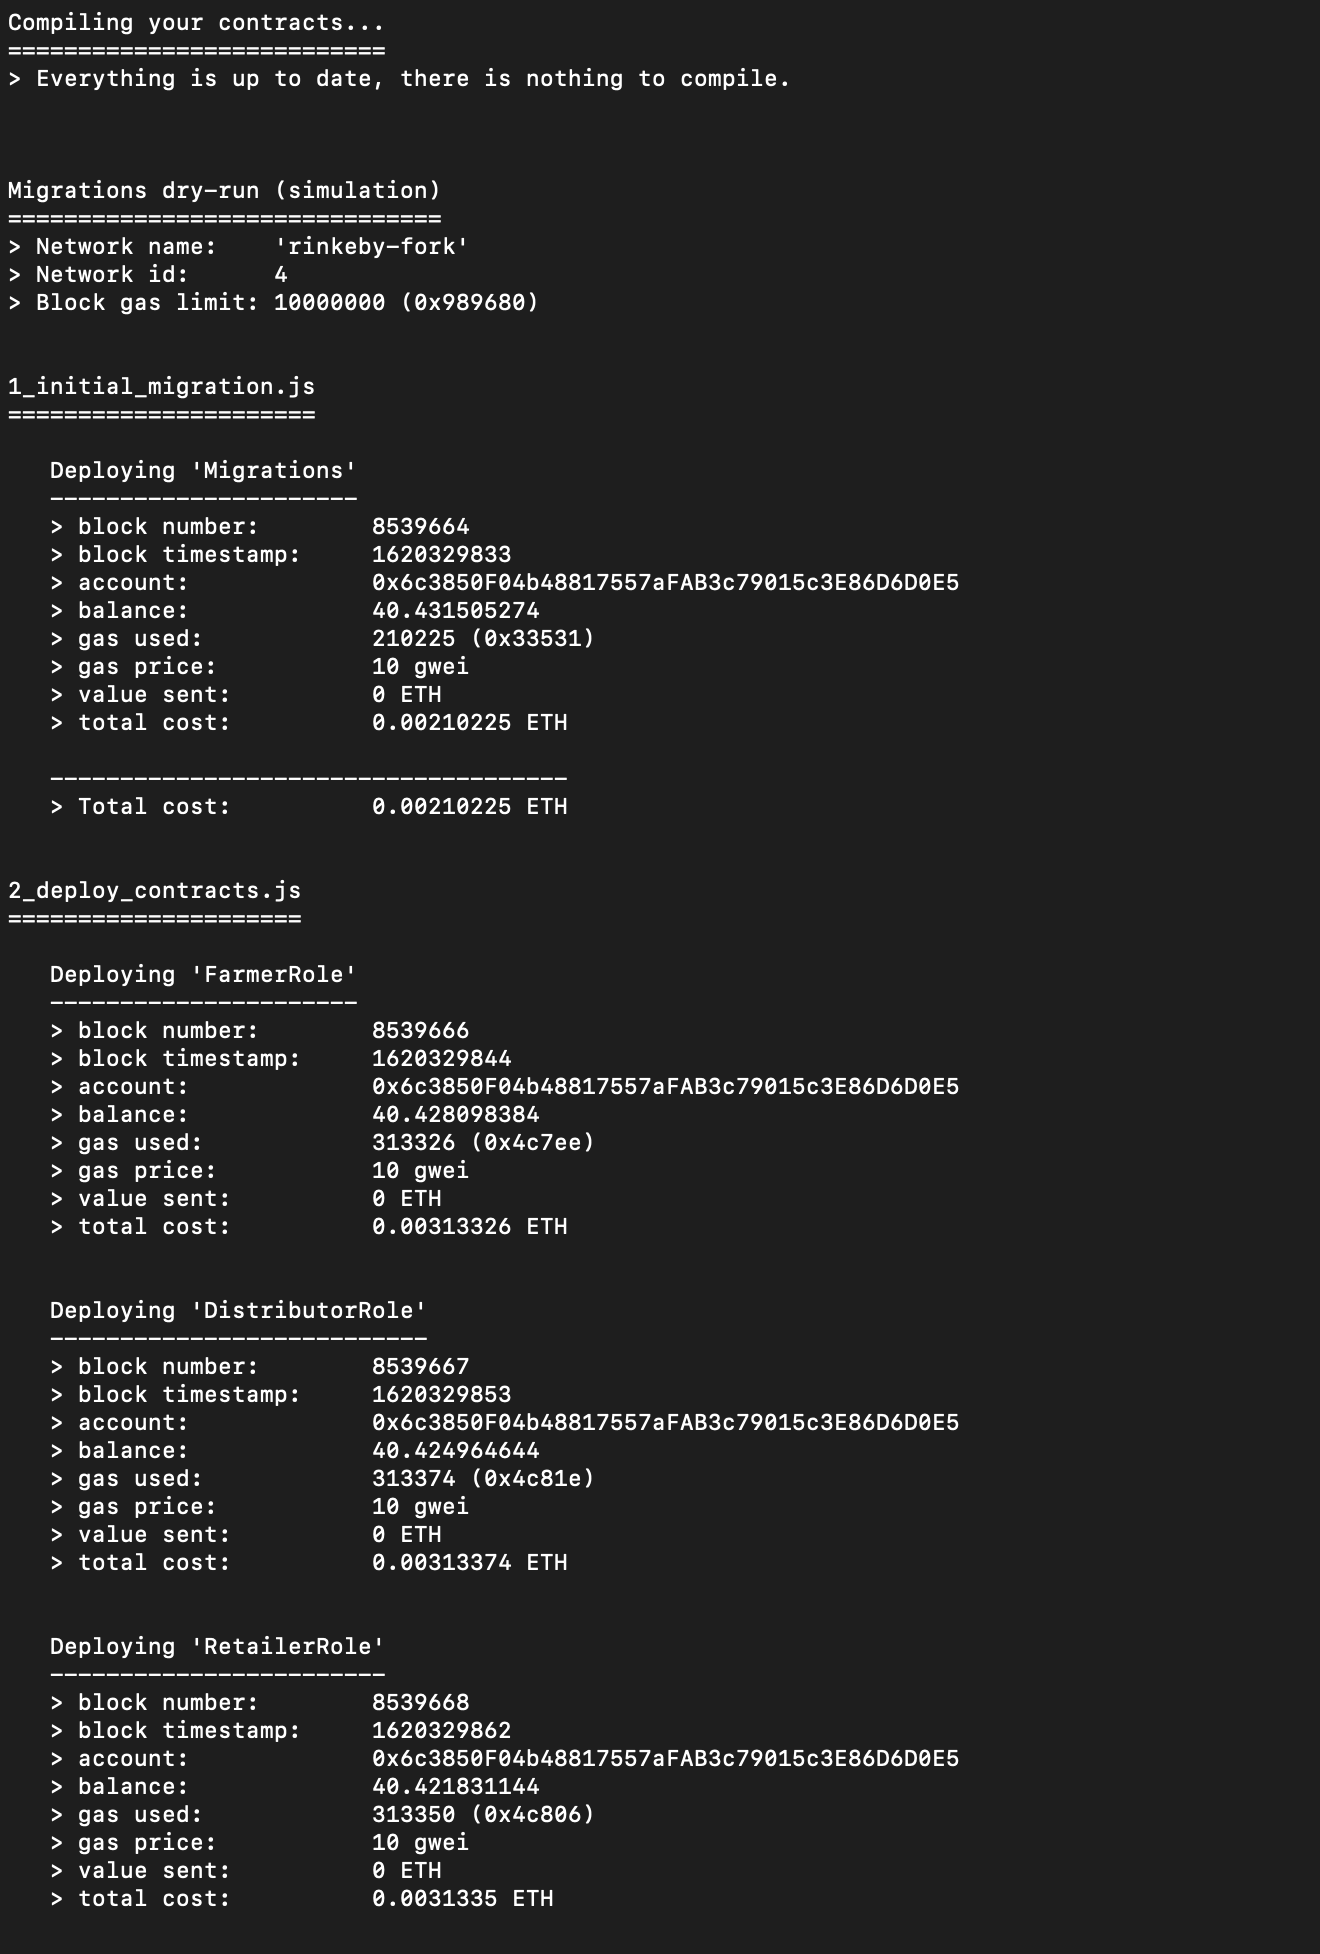 Compiling your contracts...
===========================
> Everything is up to date, there is nothing to compile.
Migrations dry-run (simulation)
===============================
> Network name:    'rinkeby-fork'
> Network id:      4
> Block gas limit: 10000000 (0x989680)
1_initial_migration.js
======================
   Deploying 'Migrations'
   ----------------------
   > block number:        8539664
   > block timestamp:     1620329833
   > account:             0x6c3850F04b48817557aFAB3c79015c3E86D6D0E5
   > balance:             40.431505274
   > gas used:            210225 (0x33531)
   > gas price:           10 gwei
   > value sent:          0 ETH
   > total cost:          0.00210225 ETH
   -------------------------------------
   > Total cost:          0.00210225 ETH
2_deploy_contracts.js
=====================
   Deploying 'FarmerRole'
   ----------------------
   > block number:        8539666
   > block timestamp:     1620329844
   > account:             0x6c3850F04b48817557aFAB3c79015c3E86D6D0E5
   > balance:             40.428098384
   > gas used:            313326 (0x4c7ee)
   > gas price:           10 gwei
   > value sent:          0 ETH
   > total cost:          0.00313326 ETH
   Deploying 'DistributorRole'
   ---------------------------
   > block number:        8539667
   > block timestamp:     1620329853
   > account:             0x6c3850F04b48817557aFAB3c79015c3E86D6D0E5
   > balance:             40.424964644
   > gas used:            313374 (0x4c81e)
   > gas price:           10 gwei
   > value sent:          0 ETH
   > total cost:          0.00313374 ETH
   Deploying 'RetailerRole'
   ------------------------
   > block number:        8539668
   > block timestamp:     1620329862
   > account:             0x6c3850F04b48817557aFAB3c79015c3E86D6D0E5
   > balance:             40.421831144
   > gas used:            313350 (0x4c806)
   > gas price:           10 gwei
   > value sent:          0 ETH
   > total cost:          0.0031335 ETH